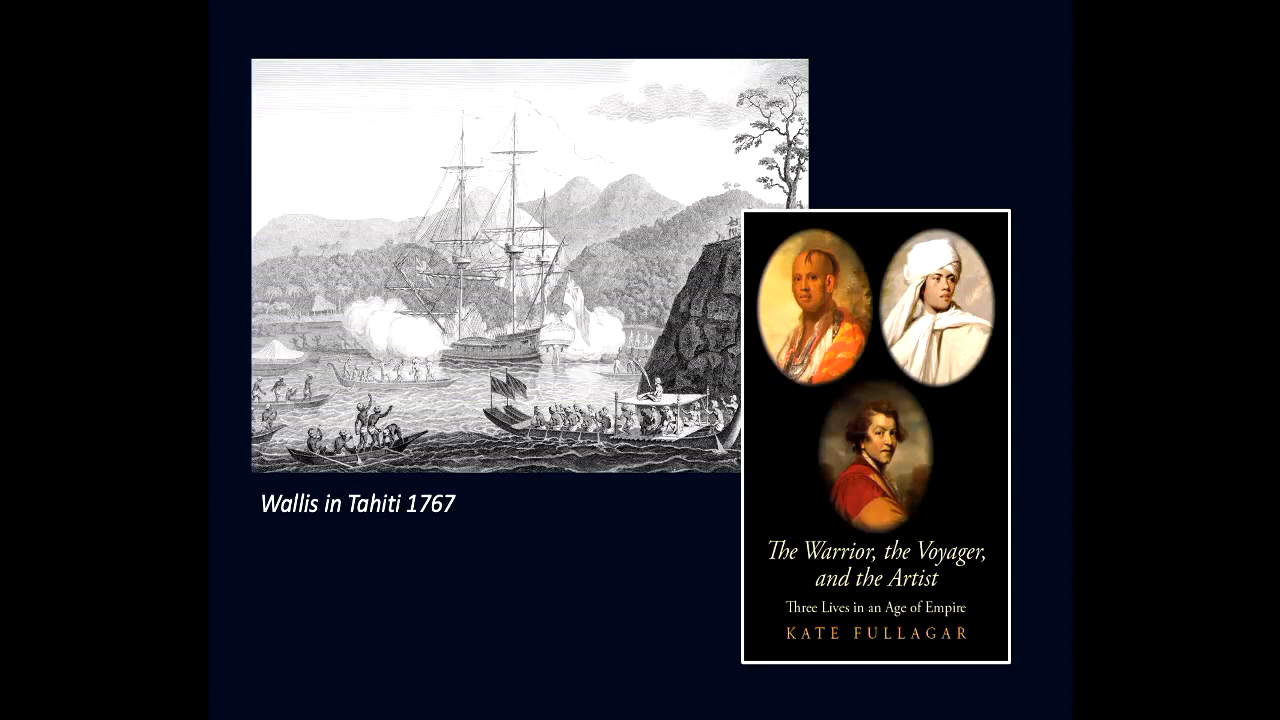 Wallis in Tahiti 1767
The Warrior, the Voyager,
and the Artist
Three Lives in an Age of Empire
KATE FULLAGAR